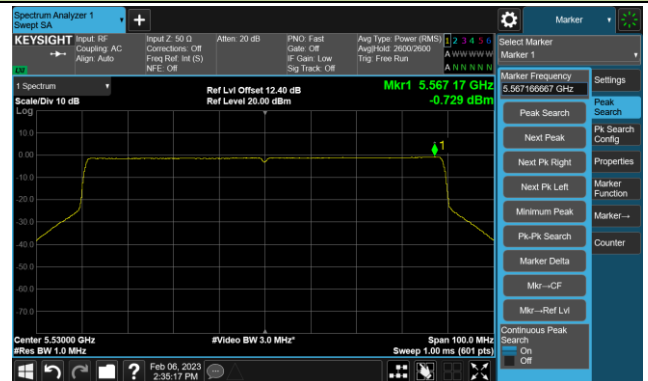 Spectrum Analyzer 1
Swept SA
+
Marker
KEYSIGHT
Input: RF
Coupling: AC
Align: Auto
Input Z: 50 Ω
Corrections: Off
Freq Ref: Int (S)
NFE: Off
Atten: 20 dB
PNO: Fast
Gate: Off
IF Gain: Low
Sig Track: Off
Avg Type: Power (RMS)
Avg|Hold: 2600/2600
Trig: Free Run
1 2 3 4 5 6
A W W W W W
A N N N N N
Select Marker
Marker 1
1 Spectrum
Scale/Div 10 dB
Ref Lvl Offset 12.40 dB
Ref Level 20.00 dBm
Mkr1 5.567 17 GHz
-0.729 dBm
Marker Frequency
5.567166667 GHz
Settings
Log
10.0
0.00
-10.0
-20.0
-30.0
-40.0
-50.0
-60.0
-70.0
1
Peak Search
Next Peak
Next Pk Right
Next Pk Left
Minimum Peak
Pk-Pk Search
Marker Delta
Mkr→CF
Mkr→Ref Lvl
Continuous Peak
Search
On
Off
Peak
Search
Pk Search
Config
Properties
Marker
Function
Marker→
Counter
Center 5.53000 GHz
#Res BW 1.0 MHz
#Video BW 3.0 MHz*
Span 100.0 MHz
Sweep 1.00 ms (601 pts)
?
Feb 06, 2023
2:35:17 PM